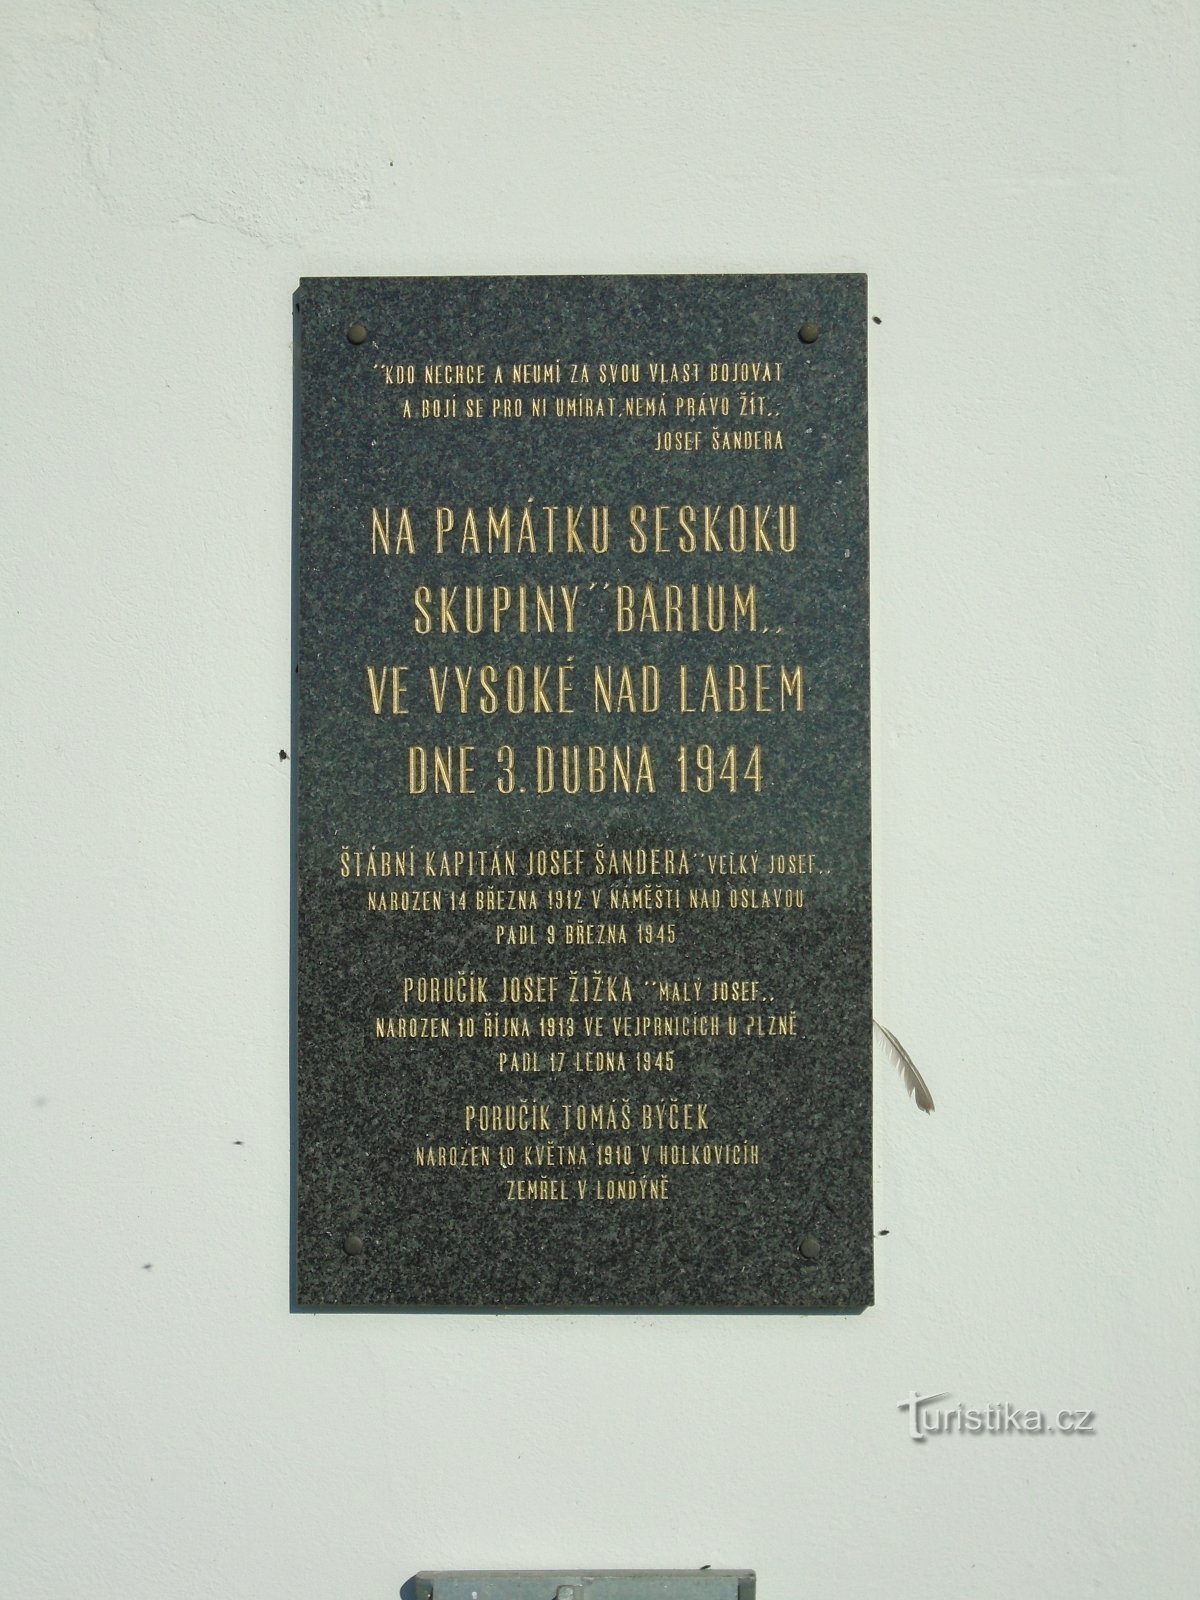 ´´KDO NECHCE A NEUMÍ ZA SVOU VLAST BOJOVAT
A BOJÍ SE PRO NI UMÍRAT, NEMÁ PRÁVO ŽÍT,,
JOSEF ŠANDERA
NA PAMÁTKU SESKOKU
SKUPINY ´´BARIUM,,
VE VYSOKÉ NAD LABEM
DNE 3. DUBNA 1944
ŠTÁBNÍ KAPITÁN JOSEF ŠANDERA ´´VELKÝ JOSEF,,
NAROZEN 14 BŘEZNA 1912 V NÁMĚŠTI NAD OSLAVOU
PADL 9 BŘEZNA 1945
PORUČÍK JOSEF ŽIŽKA ´´MALÝ JOSEF,,
NAROZEN 10 ŘÍJNA 1913 VE VEJPRNICÍCH U PLZNĚ
PADL 17 LEDNA 1945
PORUČÍK TOMÁŠ BÝČEK
NAROZEN 10 KVĚTNA 1910 V HOLKOVICÍH
ZEMŘEL V LONDÝNĚ
Turistika.cz